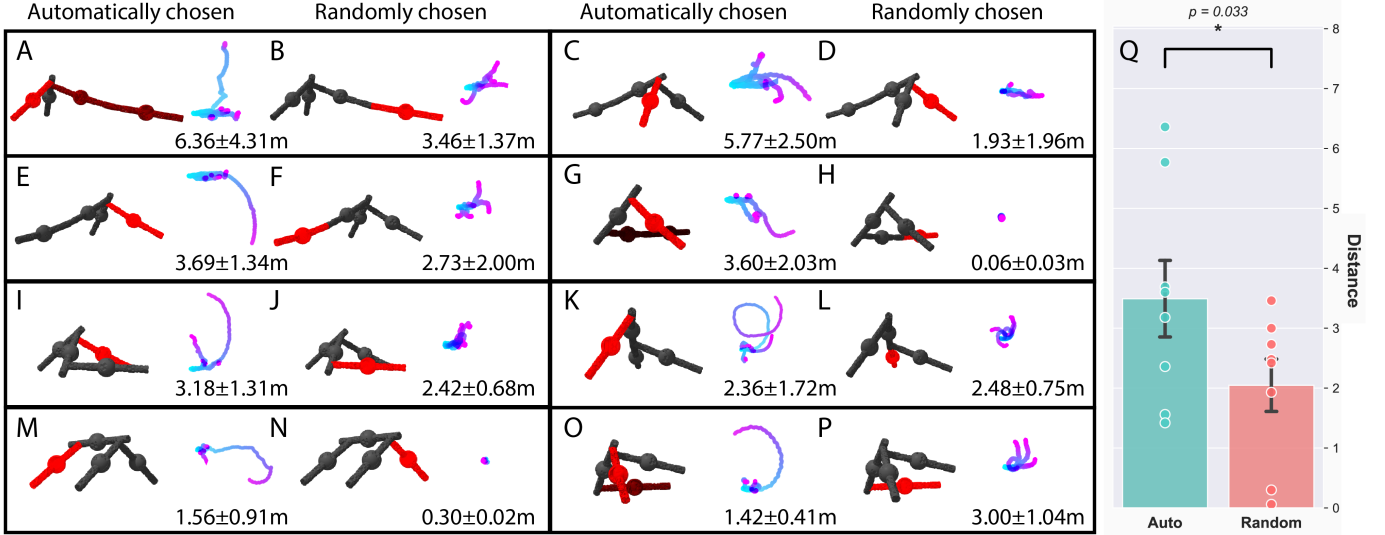 Automatically chosen Randomly chosen Automatically chosen Randomly chosen
A 6.36±4.31m B 3.46±1.37m C 5.77±2.50m D 1.93±1.96m
E 3.69±1.34m F 2.73±2.00m G 3.60±2.03m H 0.06±0.03m
I 3.18±1.31m J 2.42±0.68m K 2.36±1.72m L 2.48±0.75m
M 1.56±0.91m N 0.30±0.02m O 1.42±0.41m P 3.00±1.04m
Q
p = 0.033
*
8
7
6
5
4
3
2
1
0
Distance
Auto Random